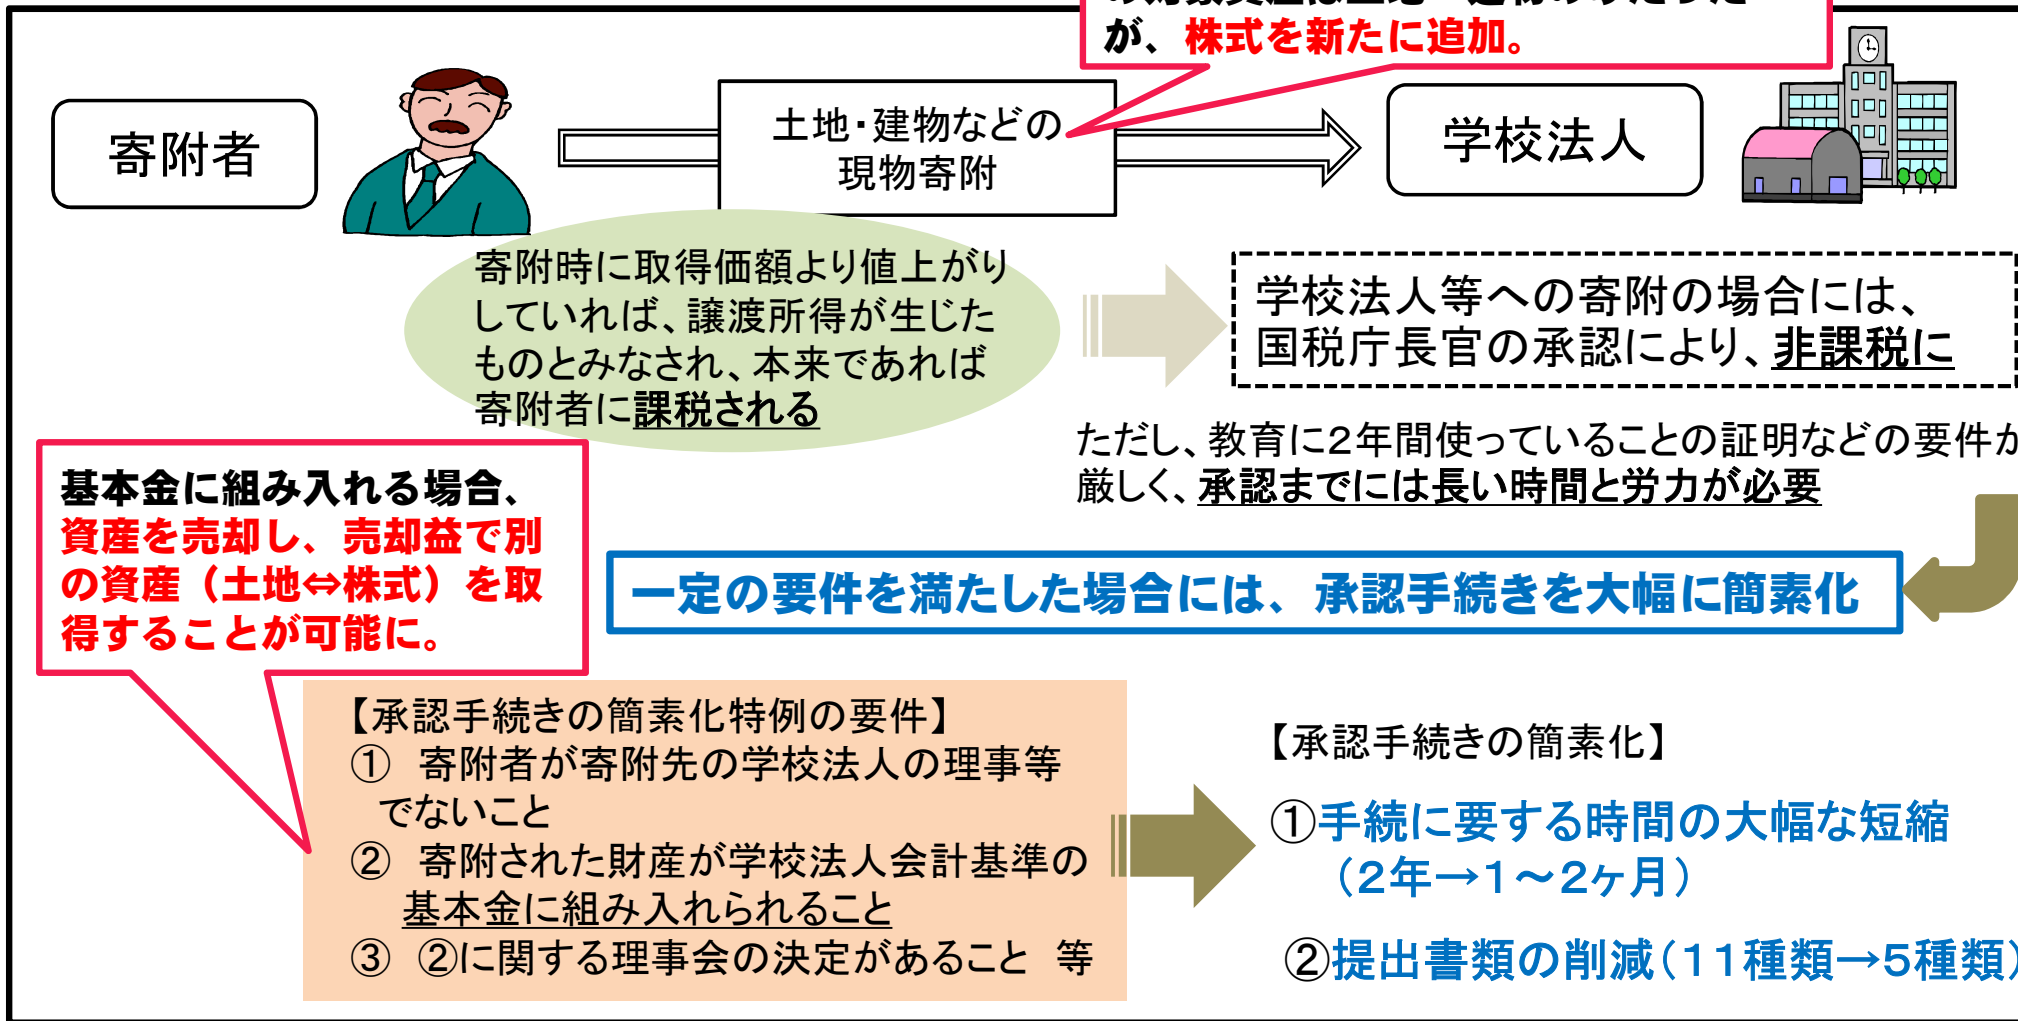 が、株式を新たに追加。
寄附者
土地・建物などの
現物寄附
学校法人
寄附時に取得価額より値上がり
していれば、譲渡所得が生じた
ものとみなされ、本来であれば
寄附者に課税される
学校法人等への寄附の場合には、
国税庁長官の承認により、非課税に
ただし、教育に2年間使っていることの証明などの要件が
厳しく、承認までには長い時間と労力が必要
基本金に組み入れる場合、
資産を売却し、売却益で別
の資産（土地⇔株式）を取
得することが可能に。
一定の要件を満たした場合には、承認手続きを大幅に簡素化
【承認手続きの簡素化特例の要件】
① 寄附者が寄附先の学校法人の理事等
でないこと
② 寄附された財産が学校法人会計基準の
基本金に組み入れられること
③ ②に関する理事会の決定があること 等
【承認手続きの簡素化】
①手続に要する時間の大幅な短縮
（2年→1～2ヶ月）
②提出書類の削減（11種類→5種類）